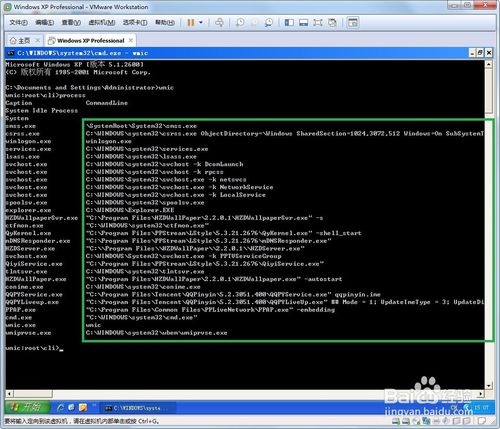 Windows XP Professional - VMware Workstation
文件(F) 编辑(E) 查看(V) 虚拟机(M) 选项卡(T) 帮助(H)
主页 Windows XP Professional
C:\WINDOWS\system32\cmd.exe - wmic
Microsoft Windows XP [版本 5.1.2600]
(C) 版权所有 1985-2001 Microsoft Corp.
C:\Documents and Settings\Administrator>wmic
wmic:root\cli>process
Caption CommandLine
System Idle Process
System
smss.exe \SystemRoot\System32\smss.exe
csrss.exe C:\WINDOWS\system32\csrss.exe ObjectDirectory=\Windows SharedSection=1024,3072,512 Windows=On SubSystemT
winlogon.exe winlogon.exe
services.exe C:\WINDOWS\system32\services.exe
lsass.exe C:\WINDOWS\system32\lsass.exe
svchost.exe C:\WINDOWS\system32\svchost -k DcomLaunch
svchost.exe C:\WINDOWS\system32\svchost -k rpcss
svchost.exe C:\WINDOWS\System32\svchost.exe -k netsvcs
svchost.exe C:\WINDOWS\system32\svchost.exe -k NetworkService
svchost.exe C:\WINDOWS\system32\svchost.exe -k LocalService
spoolsv.exe C:\WINDOWS\system32\spoolsv.exe
explorer.exe C:\WINDOWS\Explorer.EXE
HZDWallPaperSvr.exe "C:\Program Files\HZDWallPaper\2.2.0.1\HZDWallpaperSvr.exe" -s
ctfmon.exe "C:\WINDOWS\system32\ctfmon.exe"
QyKernel.exe "C:\Program Files\PPStream\LStyle\5.3.21.2676\QyKernel.exe" -shell_start
mDNSResponder.exe "C:\Program Files\PPStream\LStyle\5.3.21.2676\mDNSResponder.exe"
HZDServer.exe "C:\Program Files\HZDWallPaper\2.2.0.1\HZDServer.exe"
svchost.exe C:\WINDOWS\system32\svchost.exe -k PPTVServiceGroup
QiyiService.exe "C:\Program Files\PPStream\LStyle\5.3.21.2676\QiyiService.exe"
tlntsvr.exe C:\WINDOWS\system32\tlntsvr.exe
HZDWallpaper.exe "C:\Program Files\HZDWallPaper\2.2.0.1\HZDWallpaper.exe" -autostart
conime.exe C:\WINDOWS\system32\conime.exe
QQPYService.exe "C:\Program Files\Tencent\QQPinyin\5.2.3051.400\QQPYService.exe" qqpinyin.ime
QQPYLiveup.exe "C:\Program Files\Tencent\QQPinyin\5.2.3051.400\QQPYLiveUp.exe" ## Mode = 1; UpdateImeType = 3; UpdateDi
PPAP.exe "C:\Program Files\Common Files\PPLiveNetwork\PPAP.exe" -embedding
cmd.exe "C:\WINDOWS\system32\cmd.exe"
wmic.exe wmic
wmiprvse.exe C:\WINDOWS\system32\wbem\wmiprvse.exe
wmic:root\cli>_
Baidu 经验
jingyan.baidu.com
开始 C:\WINDOWS\syste... 15:07
要将输入定向到该虚拟机，请在虚拟机内部单击或按 Ctrl+G。